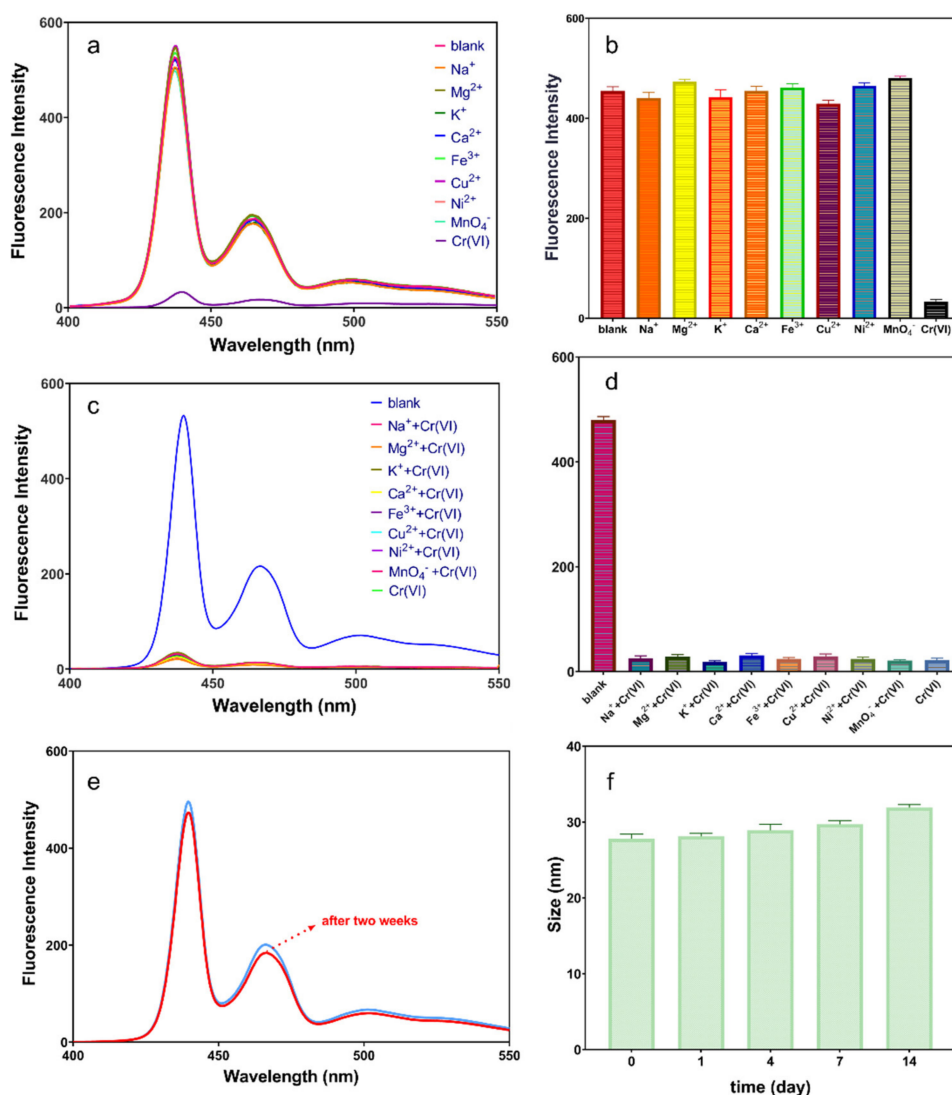 a
Fluorescence Intensity
600
400
200
0
400
450
500
550
Wavelength (nm)
blank
Na⁺
Mg²⁺
K⁺
Ca²⁺
Fe³⁺
Cu²⁺
Ni²⁺
MnO₄⁻
Cr(VI)
b
Fluorescence Intensity
600
400
200
0
blank Na⁺ Mg²⁺ K⁺ Ca²⁺ Fe³⁺ Cu²⁺ Ni²⁺ MnO₄⁻ Cr(VI)
c
Fluorescence Intensity
600
400
200
0
400
450
500
550
Wavelength (nm)
blank
Na⁺+Cr(VI)
Mg²⁺+Cr(VI)
K⁺+Cr(VI)
Ca²⁺+Cr(VI)
Fe³⁺+Cr(VI)
Cu²⁺+Cr(VI)
Ni²⁺+Cr(VI)
MnO₄⁻+Cr(VI)
Cr(VI)
d
Fluorescence Intensity
600
400
200
0
blank
Na⁺+Cr(VI)
Mg²⁺+Cr(VI)
K⁺+Cr(VI)
Ca²⁺+Cr(VI)
Fe³⁺+Cr(VI)
Cu²⁺+Cr(VI)
Ni²⁺+Cr(VI)
MnO₄⁻+Cr(VI)
Cr(VI)
e
Fluorescence Intensity
600
400
200
0
400
450
500
550
Wavelength (nm)
after two weeks
f
Size (nm)
40
30
20
10
0
0
1
4
7
14
time (day)